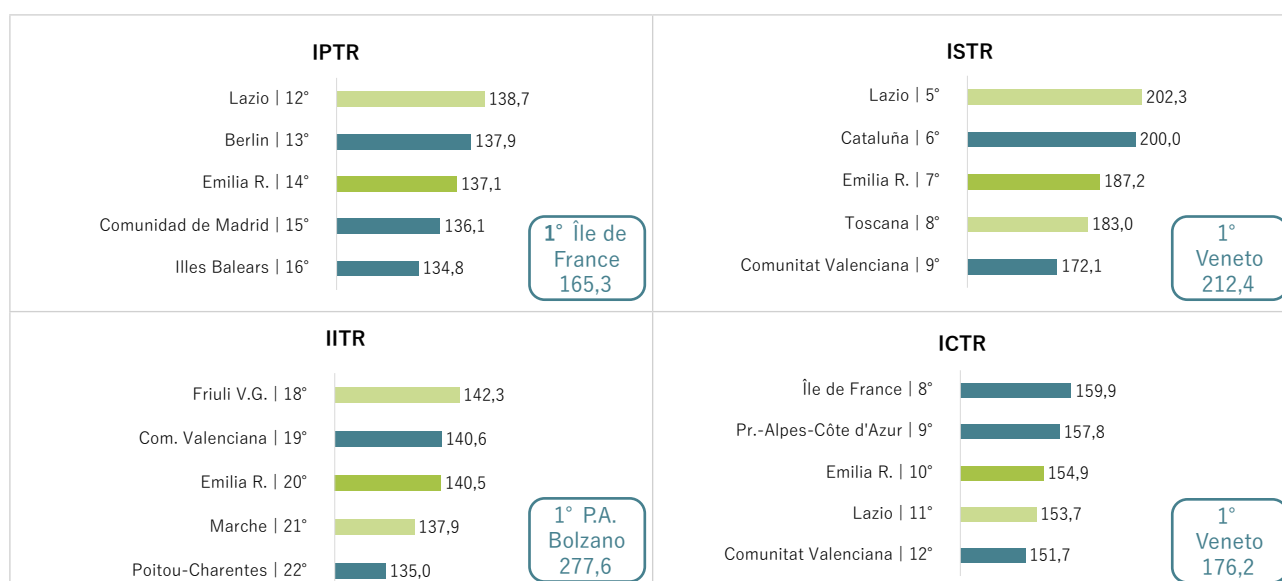 IPTR
Lazio | 12° 138,7
Berlin | 13° 137,9
Emilia R. | 14° 137,1
Comunidad de Madrid | 15° 136,1
Illes Balears | 16° 134,8
1° Île de
France
165,3
ISTR
Lazio | 5° 202,3
Cataluña | 6° 200,0
Emilia R. | 7° 187,2
Toscana | 8° 183,0
Comunitat Valenciana | 9° 172,1
1°
Veneto
212,4
IITR
Friuli V.G. | 18° 142,3
Com. Valenciana | 19° 140,6
Emilia R. | 20° 140,5
Marche | 21° 137,9
Poitou-Charentes | 22° 135,0
1° P.A.
Bolzano
277,6
ICTR
Île de France | 8° 159,9
Pr.-Alpes-Côte d'Azur | 9° 157,8
Emilia R. | 10° 154,9
Lazio | 11° 153,7
Comunitat Valenciana | 12° 151,7
1°
Veneto
176,2